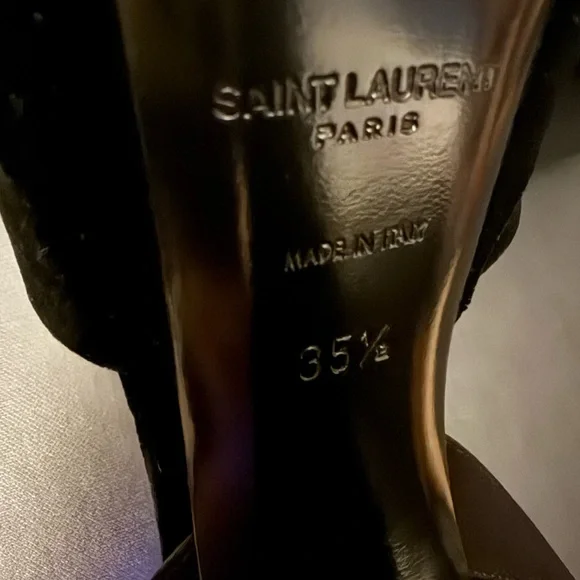 SAINT LAURENT
PARIS
MADE IN ITALY
35½